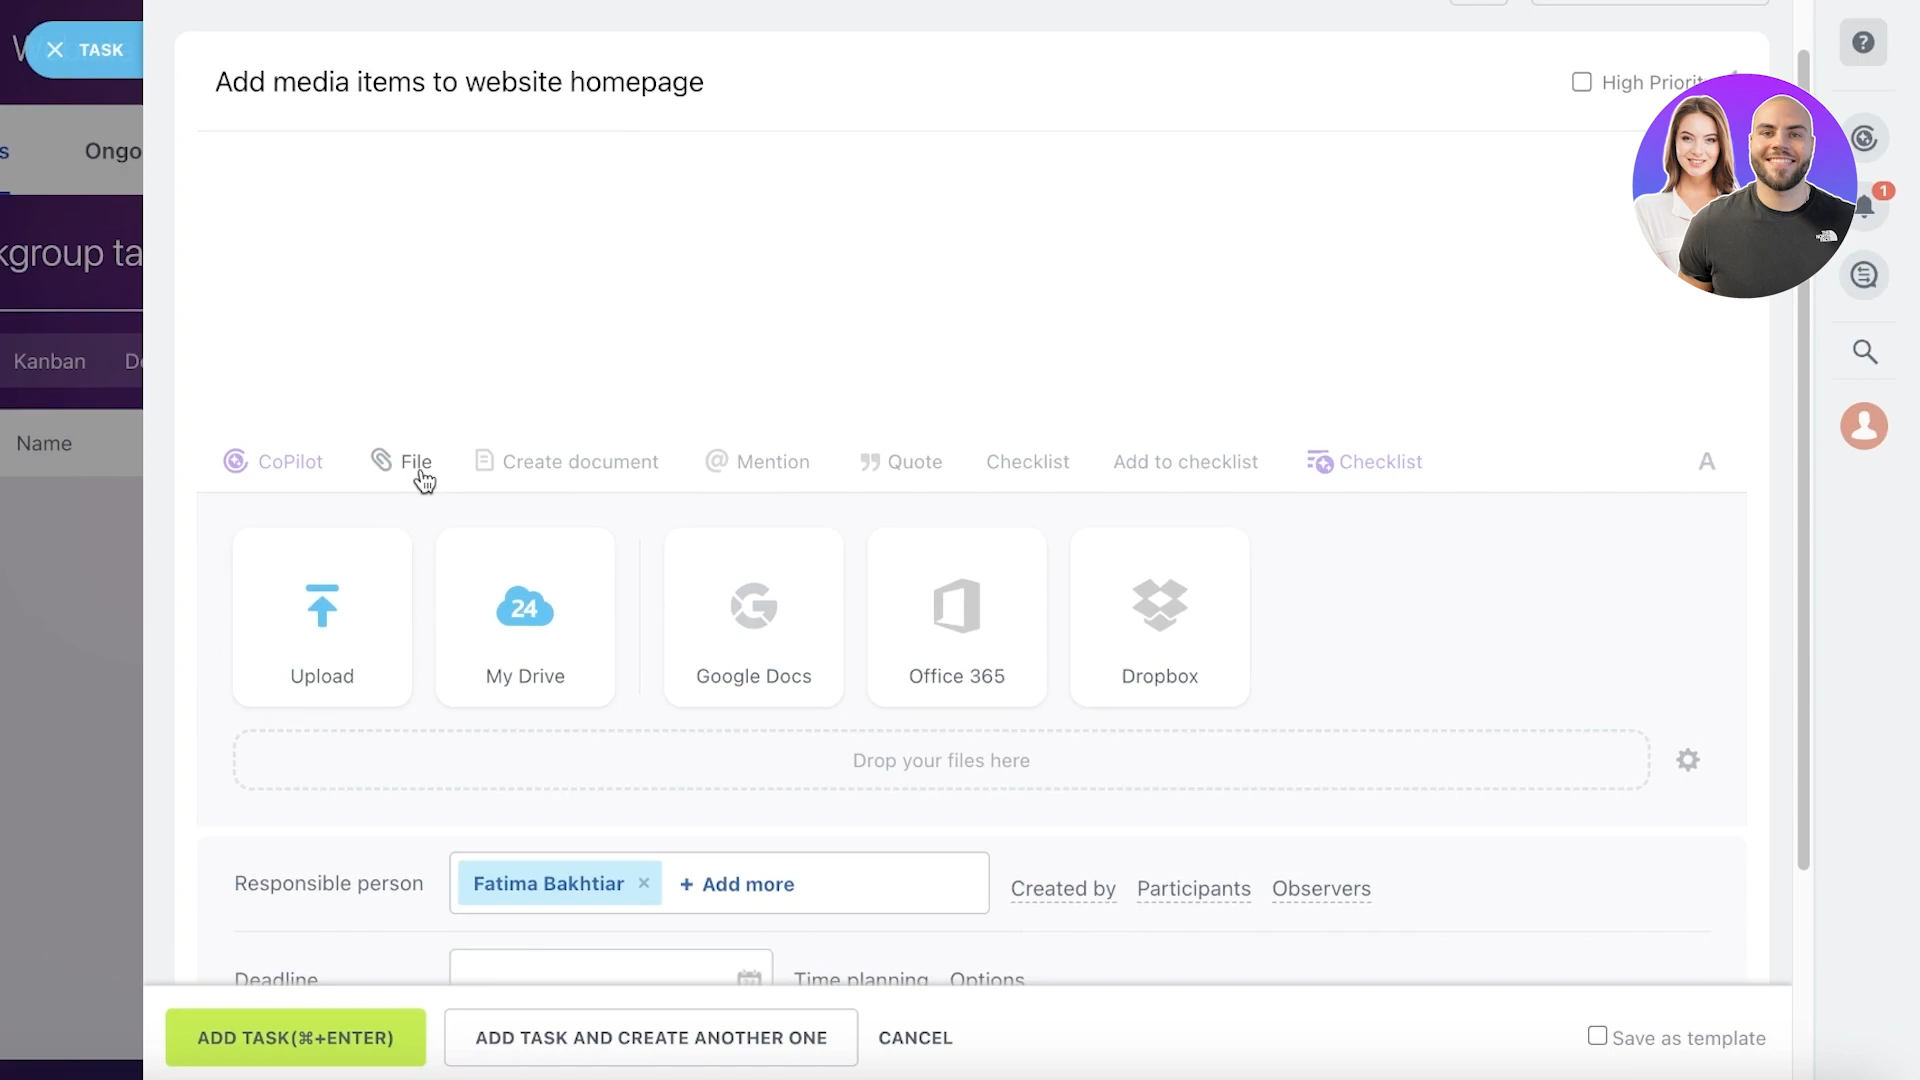 TASK
Add media items to website homepage
High Priority
Ongo
kgroup ta
Kanban
Name
CoPilot
File
Create document
Mention
Quote
Checklist
Add to checklist
Checklist
A
24
Upload
My Drive
Google Docs
Office 365
Dropbox
Drop your files here
Responsible person
Fatima Bakhtiar
+ Add more
Created by
Participants
Observers
Deadline
Time planning
Options
ADD TASK(⌘+ENTER)
ADD TASK AND CREATE ANOTHER ONE
CANCEL
Save as template
1